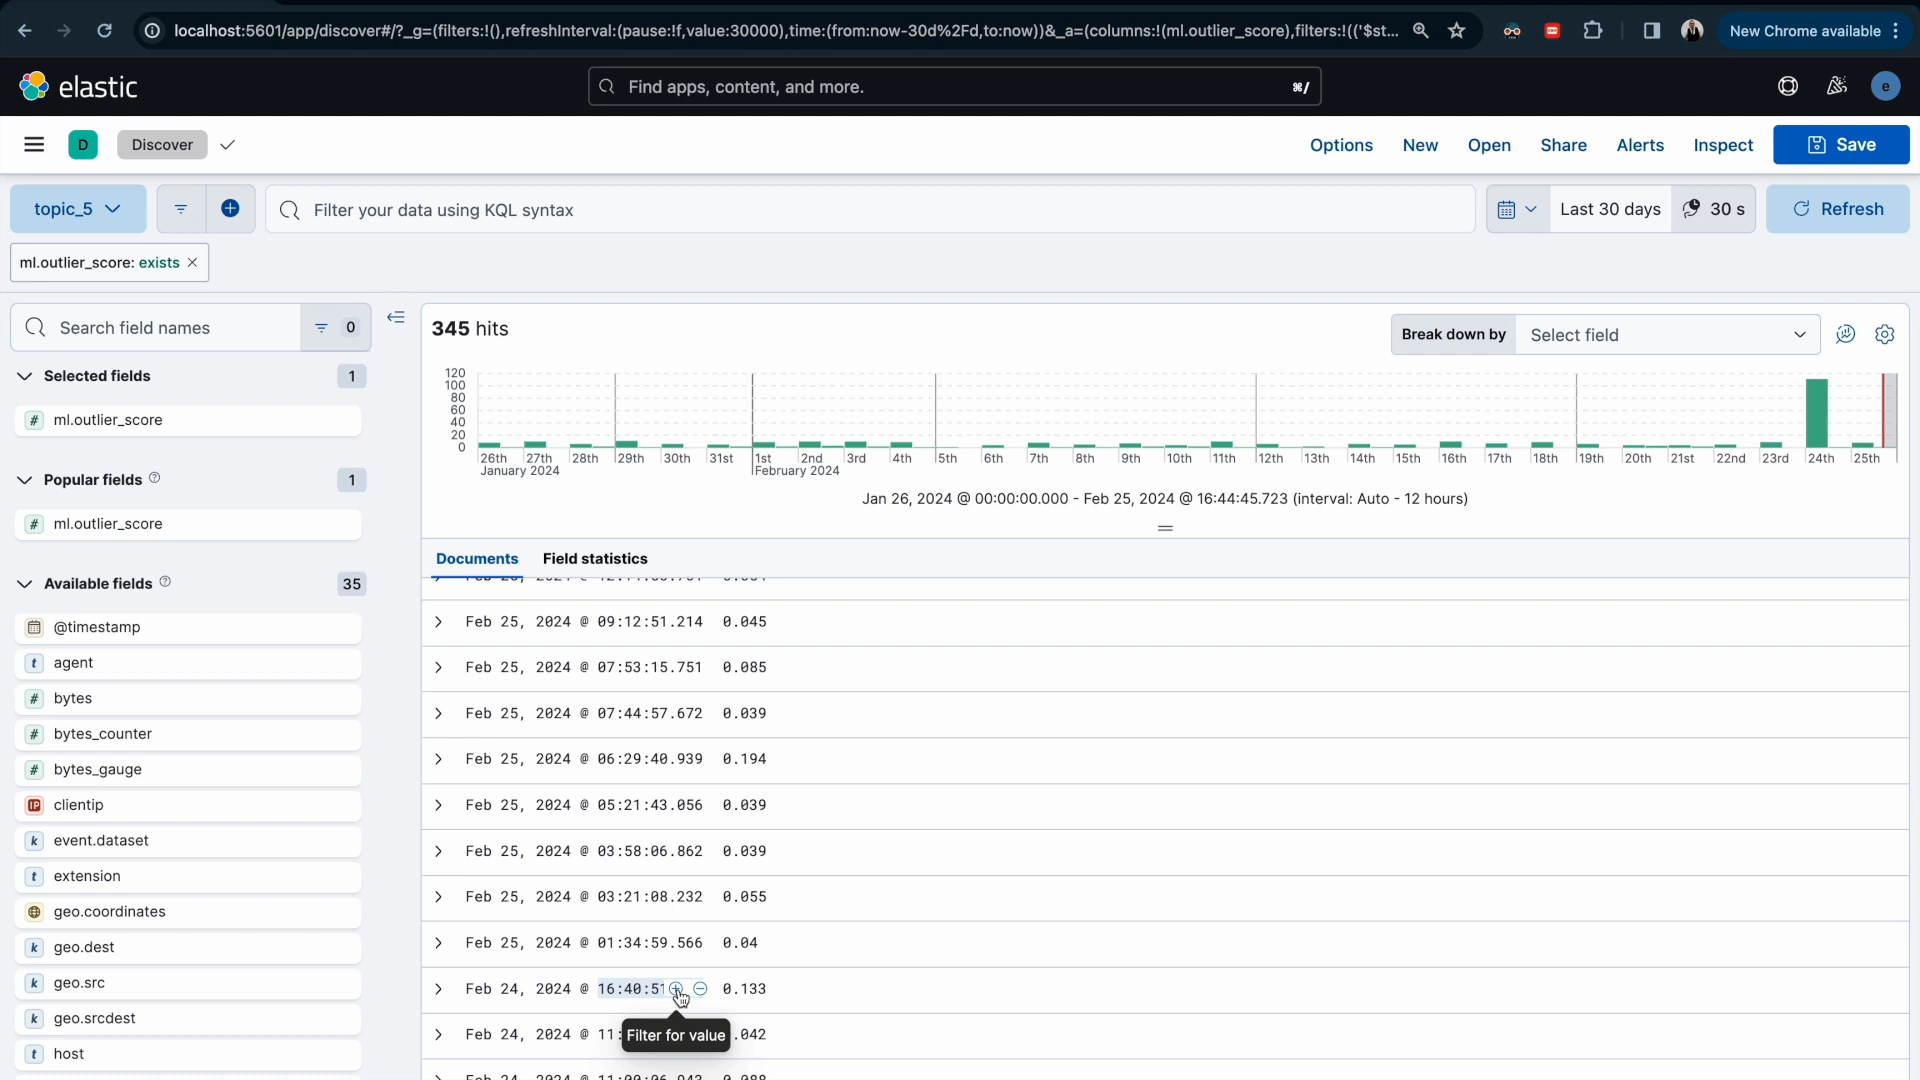 localhost:5601/app/discover#/?_g=(filters:!(),refreshInterval:(pause:!f,value:30000),time:(from:now-30d%2Fd,to:now))&_a=(columns:!(ml.outlier_score),filters:!(('$st...
New Chrome available
elastic
Find apps, content, and more.
⌘/
e
D
Discover
Options
New
Open
Share
Alerts
Inspect
Save
topic_5
Filter your data using KQL syntax
Last 30 days
30 s
Refresh
ml.outlier_score: exists
Search field names
0
345 hits
Break down by
Select field
Selected fields
1
# ml.outlier_score
Popular fields
1
# ml.outlier_score
Available fields
35
@timestamp
t agent
# bytes
# bytes_counter
# bytes_gauge
IP clientip
k event.dataset
t extension
geo.coordinates
k geo.dest
k geo.src
k geo.srcdest
t host
120
100
80
60
40
20
0
26th 27th 28th 29th 30th 31st 1st 2nd 3rd 4th 5th 6th 7th 8th 9th 10th 11th 12th 13th 14th 15th 16th 17th 18th 19th 20th 21st 22nd 23rd 24th 25th
January 2024 February 2024
Jan 26, 2024 @ 00:00:00.000 - Feb 25, 2024 @ 16:44:45.723 (interval: Auto - 12 hours)
Documents
Field statistics
Feb 25, 2024 @ 09:12:51.214 0.045
Feb 25, 2024 @ 07:53:15.751 0.085
Feb 25, 2024 @ 07:44:57.672 0.039
Feb 25, 2024 @ 06:29:40.939 0.194
Feb 25, 2024 @ 05:21:43.056 0.039
Feb 25, 2024 @ 03:58:06.862 0.039
Feb 25, 2024 @ 03:21:08.232 0.055
Feb 25, 2024 @ 01:34:59.566 0.04
Feb 24, 2024 @ 16:40:51 0.133
Feb 24, 2024 @ 11: .042
Filter for value